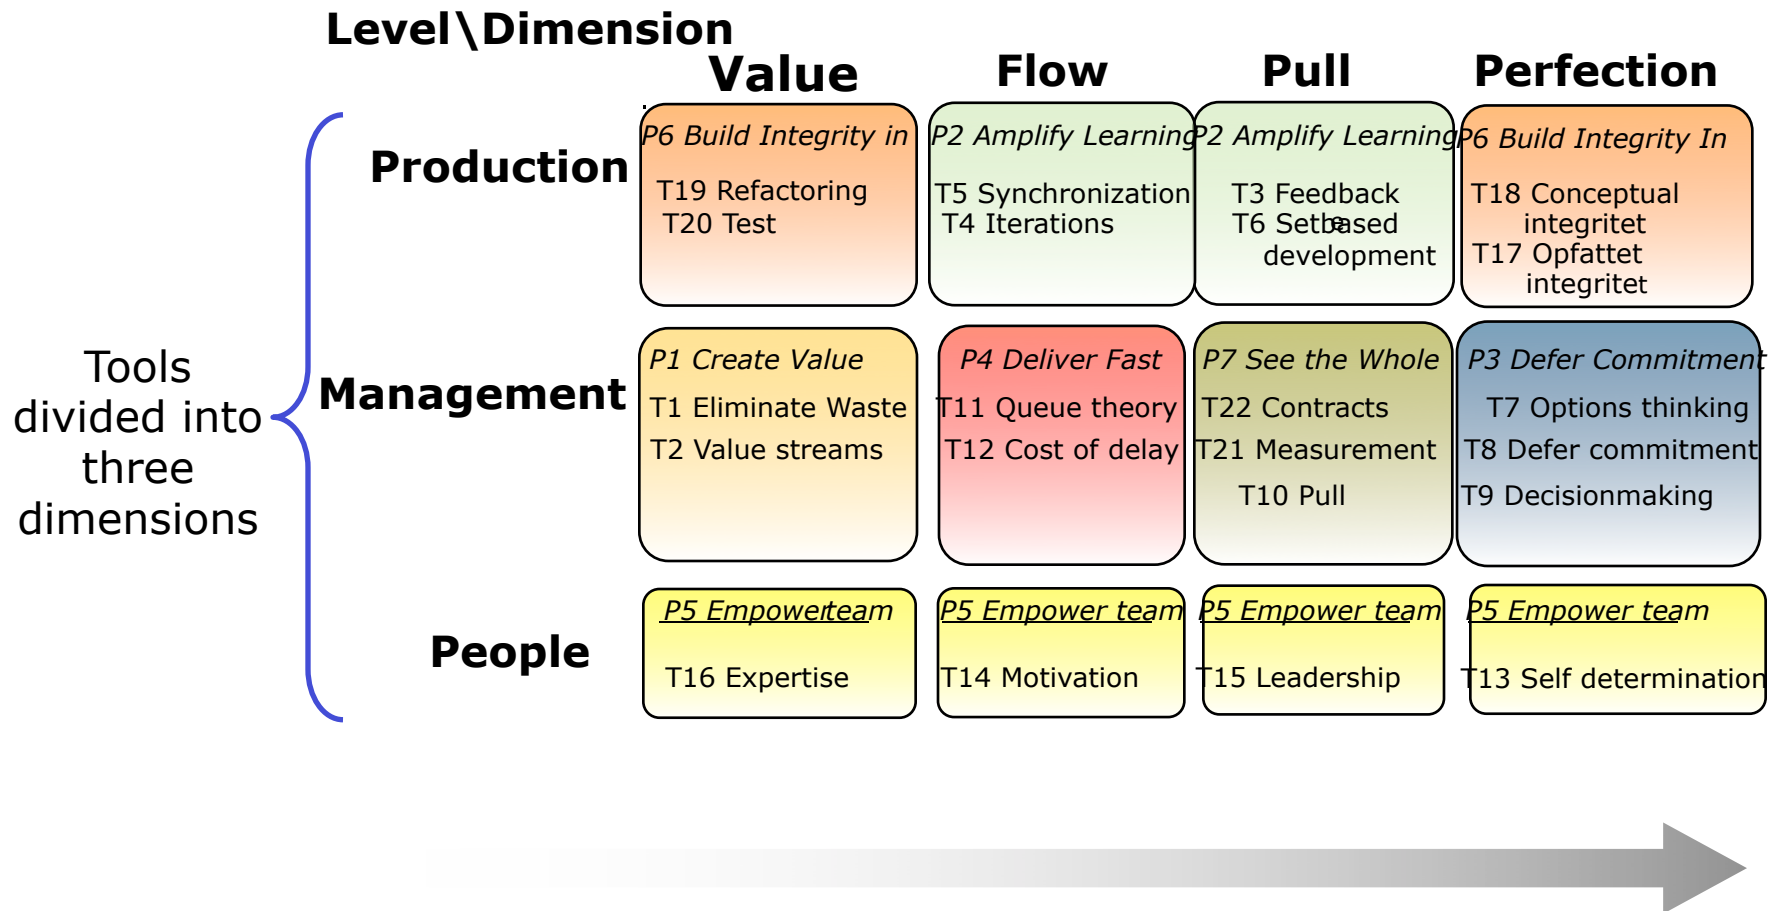 Level\Dimension
Value Flow Pull Perfection
Tools
divided into
three
dimensions
Production
P6 Build Integrity in
T19 Refactoring
T20 Test
P2 Amplify Learning
T5 Synchronization
T4 Iterations
P2 Amplify Learning
T3 Feedback
T6 Setbased
development
P6 Build Integrity In
T18 Conceptual
integritet
T17 Opfattet
integritet
Management
P1 Create Value
T1 Eliminate Waste
T2 Value streams
P4 Deliver Fast
T11 Queue theory
T12 Cost of delay
P7 See the Whole
T22 Contracts
T21 Measurement
T10 Pull
P3 Defer Commitment
T7 Options thinking
T8 Defer commitment
T9 Decisionmaking
People
P5 Empower team
T16 Expertise
P5 Empower team
T14 Motivation
P5 Empower team
T15 Leadership
P5 Empower team
T13 Self determination